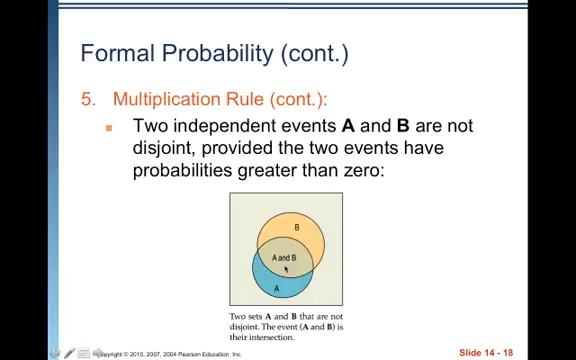 Formal Probability (cont.)
5. Multiplication Rule (cont.):
Two independent events A and B are not
disjoint, provided the two events have
probabilities greater than zero:
B
A and B
A
Two sets A and B that are not
disjoint. The event (A and B) is
their intersection.
Copyright © 2010, 2007, 2004 Pearson Education, Inc.
Slide 14 - 18